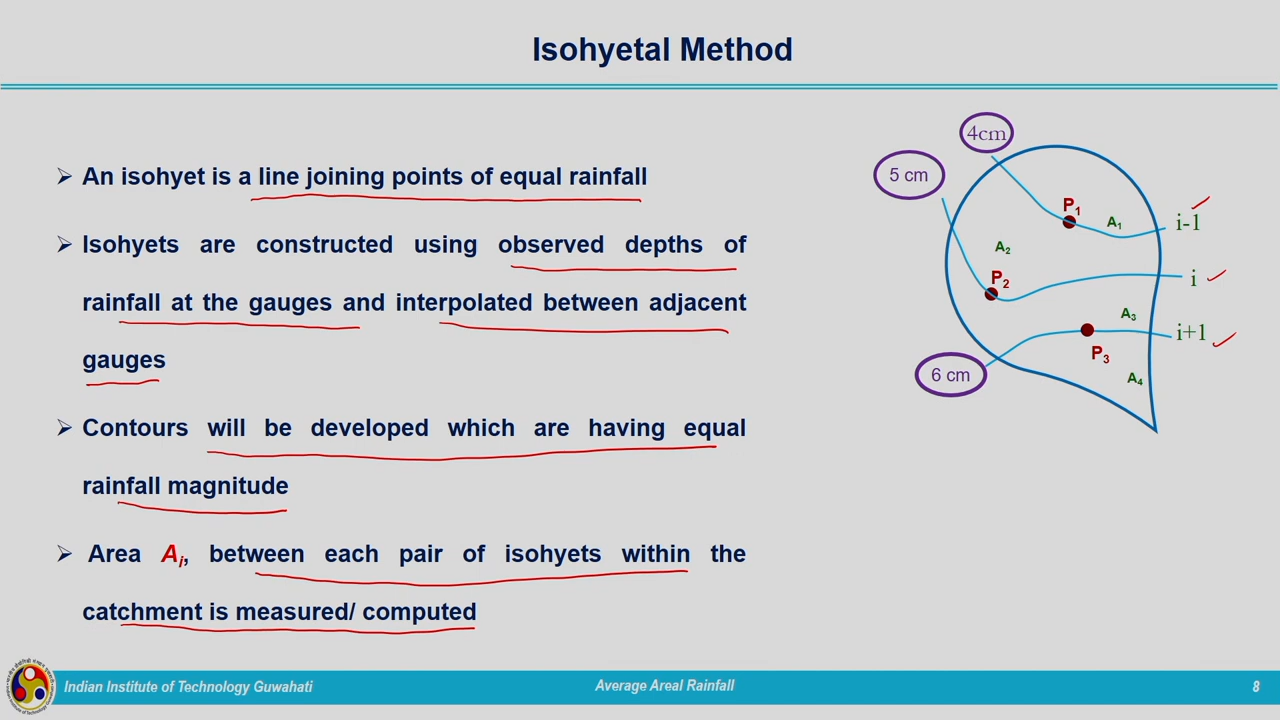 Isohyetal Method
➢ An isohyet is a line joining points of equal rainfall
➢ Isohyets are constructed using observed depths of
rainfall at the gauges and interpolated between adjacent
gauges
➢ Contours will be developed which are having equal
rainfall magnitude
➢ Area Ai, between each pair of isohyets within the
catchment is measured/ computed
4cm
5 cm
P1
A1
i-1
A2
P2
i
A3
i+1
P3
6 cm
A4
Indian Institute of Technology Guwahati
Average Areal Rainfall
8